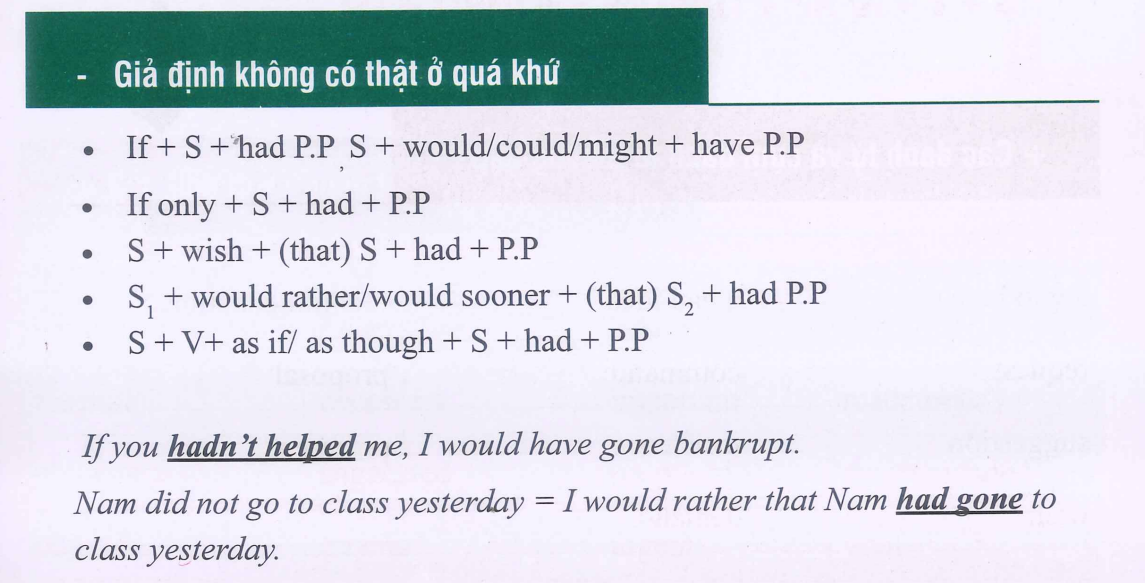 - Giả định không có thật ở quá khứ
• If + S + had P.P S + would/could/might + have P.P
• If only + S + had + P.P
• S + wish + (that) S + had + P.P
• S₁ + would rather/would sooner + (that) S₂ + had P.P
• S + V+ as if/ as though + S + had + P.P
If you hadn't helped me, I would have gone bankrupt.
Nam did not go to class yesterday = I would rather that Nam had gone to
class yesterday.